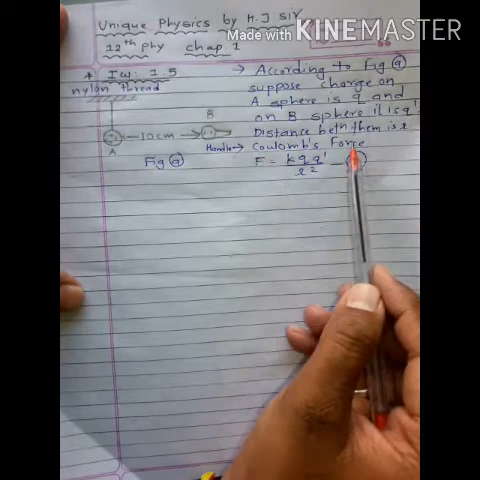 Unique Physics by H.J Sir
Made with KINEMASTER
12th phy chap. 1
* IW: 1.5
nylon thread
→ According to Fig (a)
suppose charge on
A sphere is q and
on B sphere it is q'
Distance betn them is r
Coulomb's Force
F = kqq' / r²
B
← 10cm →
A
Handle→
Fig (a)